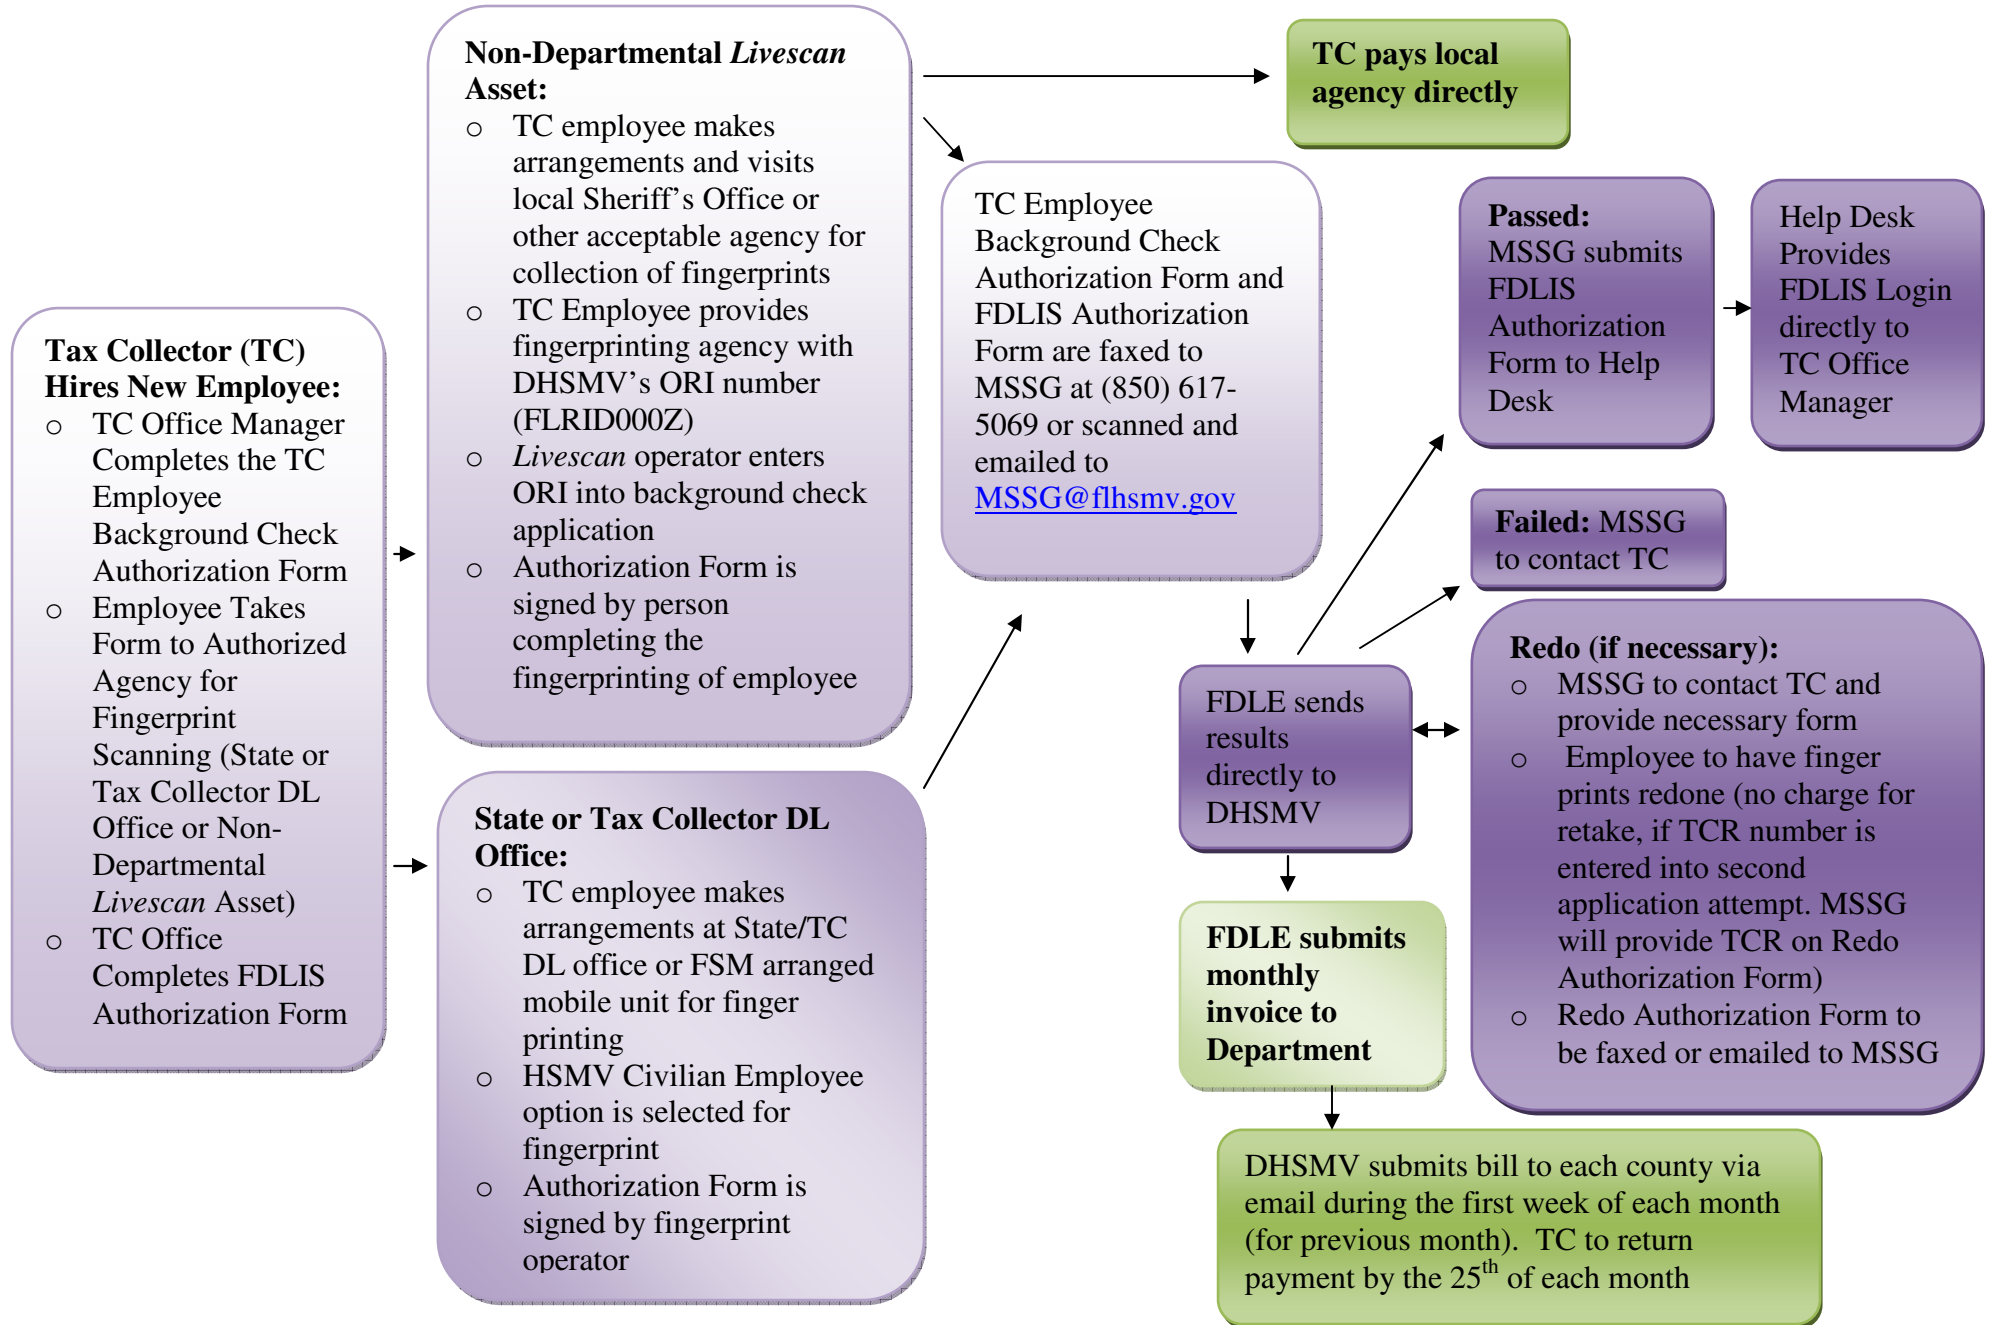 Tax Collector (TC)
Hires New Employee:
o TC Office Manager
Completes the TC
Employee
Background Check
Authorization Form
o Employee Takes
Form to Authorized
Agency for
Fingerprint
Scanning (State or
Tax Collector DL
Office or Non-
Departmental
Livescan Asset)
o TC Office
Completes FDLIS
Authorization Form
Non-Departmental Livescan
Asset:
o TC employee makes
arrangements and visits
local Sheriff’s Office or
other acceptable agency for
collection of fingerprints
o TC Employee provides
fingerprinting agency with
DHSMV’s ORI number
(FLRID000Z)
o Livescan operator enters
ORI into background check
application
o Authorization Form is
signed by person
completing the
fingerprinting of employee
State or Tax Collector DL
Office:
o TC employee makes
arrangements at State/TC
DL office or FSM arranged
mobile unit for finger
printing
o HSMV Civilian Employee
option is selected for
fingerprint
o Authorization Form is
signed by fingerprint
operator
TC pays local
agency directly
TC Employee
Background Check
Authorization Form and
FDLIS Authorization
Form are faxed to
MSSG at (850) 617-
5069 or scanned and
emailed to
MSSG@flhsmv.gov
FDLE sends
results
directly to
DHSMV
Passed:
MSSG submits
FDLIS
Authorization
Form to Help
Desk
Help Desk
Provides
FDLIS Login
directly to
TC Office
Manager
Failed: MSSG
to contact TC
Redo (if necessary):
o MSSG to contact TC and
provide necessary form
o Employee to have finger
prints redone (no charge for
retake, if TCR number is
entered into second
application attempt. MSSG
will provide TCR on Redo
Authorization Form)
o Redo Authorization Form to
be faxed or emailed to MSSG
FDLE submits
monthly
invoice to
Department
DHSMV submits bill to each county via
email during the first week of each month
(for previous month). TC to return
payment by the 25th of each month